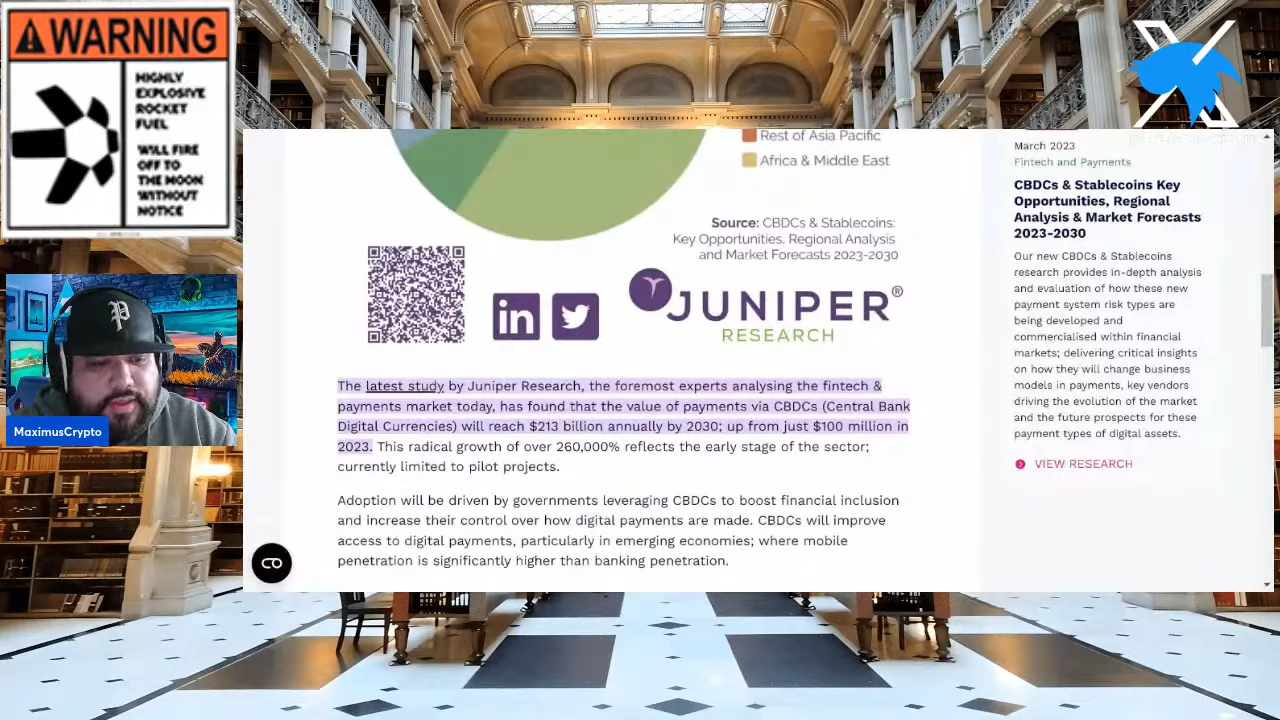 WARNING
HIGHLY
EXPLOSIVE
ROCKET
FUEL
WILL FIRE
OFF TO
THE MOON
WITHOUT
NOTICE
MaximusCrypto
Rest of Asia Pacific
Africa & Middle East
Source: CBDCs & Stablecoins:
Key Opportunities, Regional Analysis
and Market Forecasts 2023-2030
in
JUNIPER®
RESEARCH
The latest study by Juniper Research, the foremost experts analysing the fintech &
payments market today, has found that the value of payments via CBDCs (Central Bank
Digital Currencies) will reach $213 billion annually by 2030; up from just $100 million in
2023. This radical growth of over 260,000% reflects the early stage of the sector;
currently limited to pilot projects.
Adoption will be driven by governments leveraging CBDCs to boost financial inclusion
and increase their control over how digital payments are made. CBDCs will improve
access to digital payments, particularly in emerging economies; where mobile
penetration is significantly higher than banking penetration.
March 2023
Fintech and Payments
CBDCs & Stablecoins Key
Opportunities, Regional
Analysis & Market Forecasts
2023-2030
Our new CBDCs & Stablecoins
research provides in-depth analysis
and evaluation of how these new
payment system risk types are
being developed and
commercialised within financial
markets; delivering critical insights
on how they will change business
models in payments, key vendors
driving the evolution of the market
and the future prospects for these
payment types of digital assets.
VIEW RESEARCH